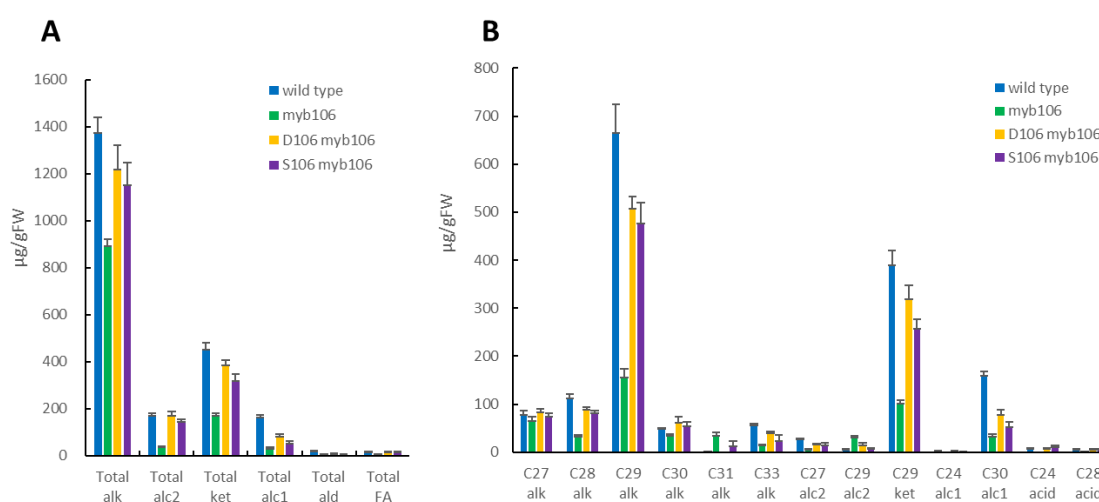 A
µg/gFW
1600
1400
1200
1000
800
600
400
200
0
wild type
myb106
D106 myb106
S106 myb106
Total alk
Total alc2
Total ket
Total alc1
Total ald
Total FA
B
µg/gFW
800
700
600
500
400
300
200
100
0
wild type
myb106
D106 myb106
S106 myb106
C27 alk
C28 alk
C29 alk
C30 alk
C31 alk
C33 alk
C27 alc2
C29 alc2
C29 ket
C24 alc1
C30 alc1
C24 acid
C28 acid